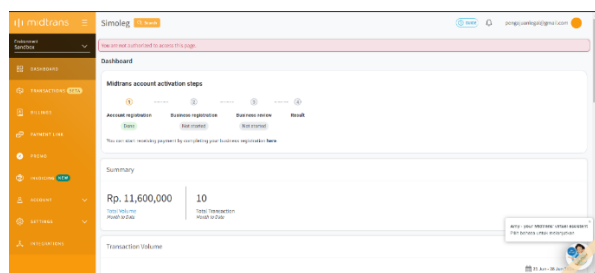 midtrans
Simoleg
Environment
Sandbox
You are not authorized to access this page.
Dashboard
DASHBOARD
TRANSACTIONS BETA
BILLINGS
PAYMENT LINK
PROMO
INVOICING NEW
ACCOUNT
SETTINGS
INTEGRATIONS
Midtrans account activation steps
1 2 3 4
Account registration Business registration Business review Result
Done Not started Not started
You can start receiving payment by completing your business registration here
Summary
Rp. 11,600,000 10
Total Volume Total Transaction
Month to Date Month to Date
Transaction Volume